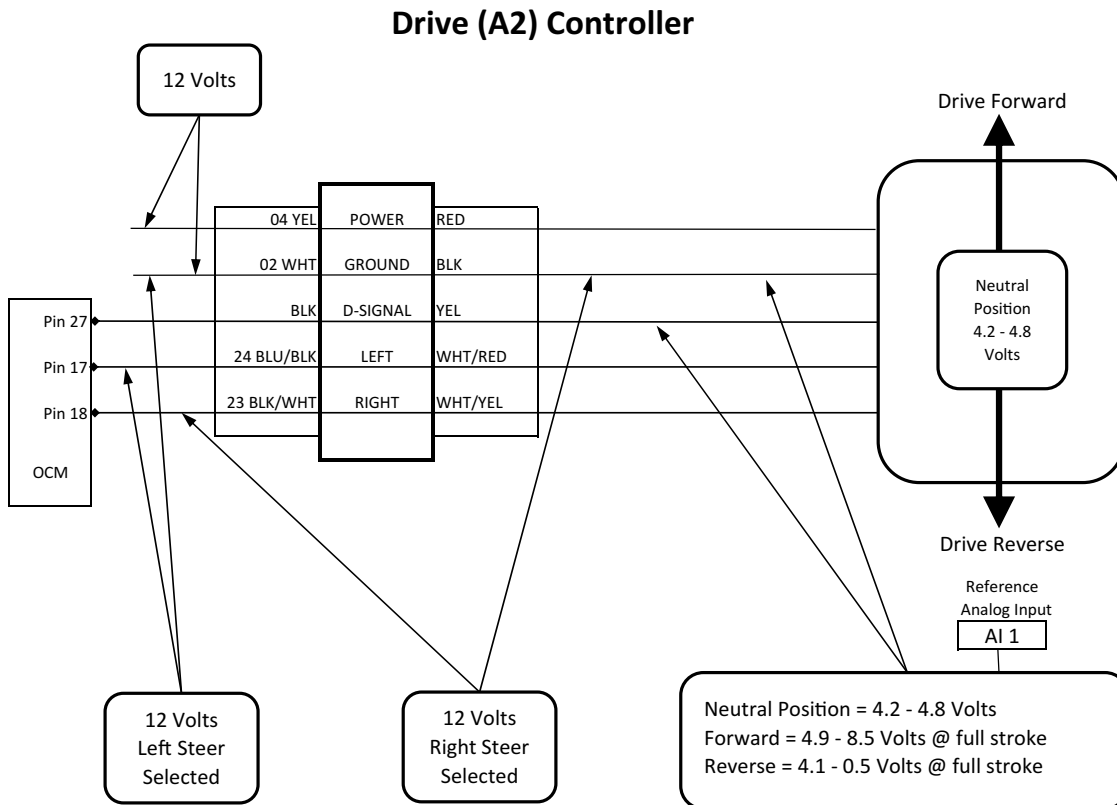 Drive (A2) Controller
12 Volts
Drive Forward
04 YEL POWER RED
02 WHT GROUND BLK
Pin 27 BLK D-SIGNAL YEL
Pin 17 24 BLU/BLK LEFT WHT/RED
Pin 18 23 BLK/WHT RIGHT WHT/YEL
OCM
Neutral
Position
4.2 - 4.8
Volts
Drive Reverse
Reference
Analog Input
AI 1
12 Volts
Left Steer
Selected
12 Volts
Right Steer
Selected
Neutral Position = 4.2 - 4.8 Volts
Forward = 4.9 - 8.5 Volts @ full stroke
Reverse = 4.1 - 0.5 Volts @ full stroke